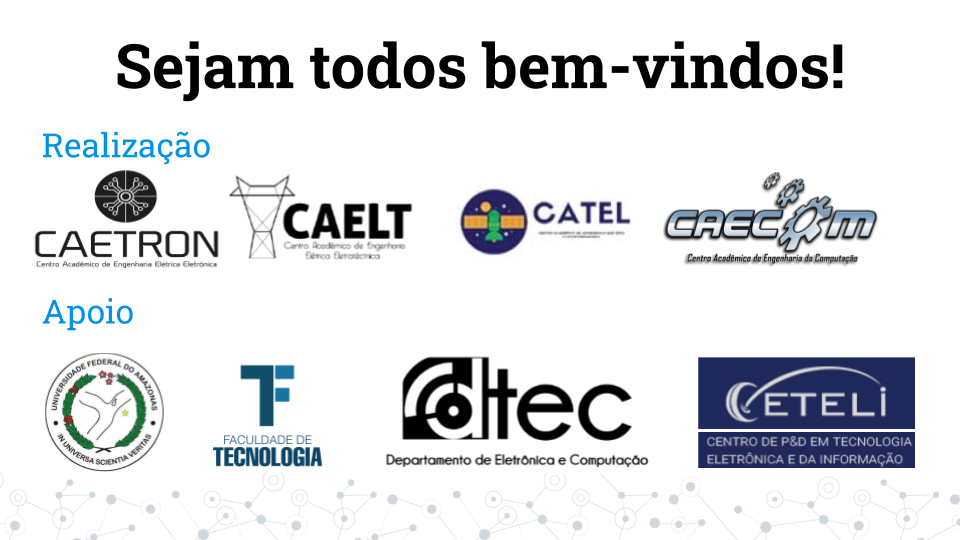 Sejam todos bem-vindos!
Realização
CAETRON
Centro Acadêmico de Engenharia Elétrica Eletrônica
CAELT
Centro Acadêmico de Engenharia
Elétrica Eletrotécnica
CATEL
CAECOM
Centro Acadêmico de Engenharia da Computação
Apoio
UNIVERSIDADE FEDERAL DO AMAZONAS
IN UNIVERSA SCIENTIA VERITAS
TF
FACULDADE DE
TECNOLOGIA
dtec
Departamento de Eletrônica e Computação
CETELI
CENTRO DE P&D EM TECNOLOGIA
ELETRÔNICA E DA INFORMAÇÃO